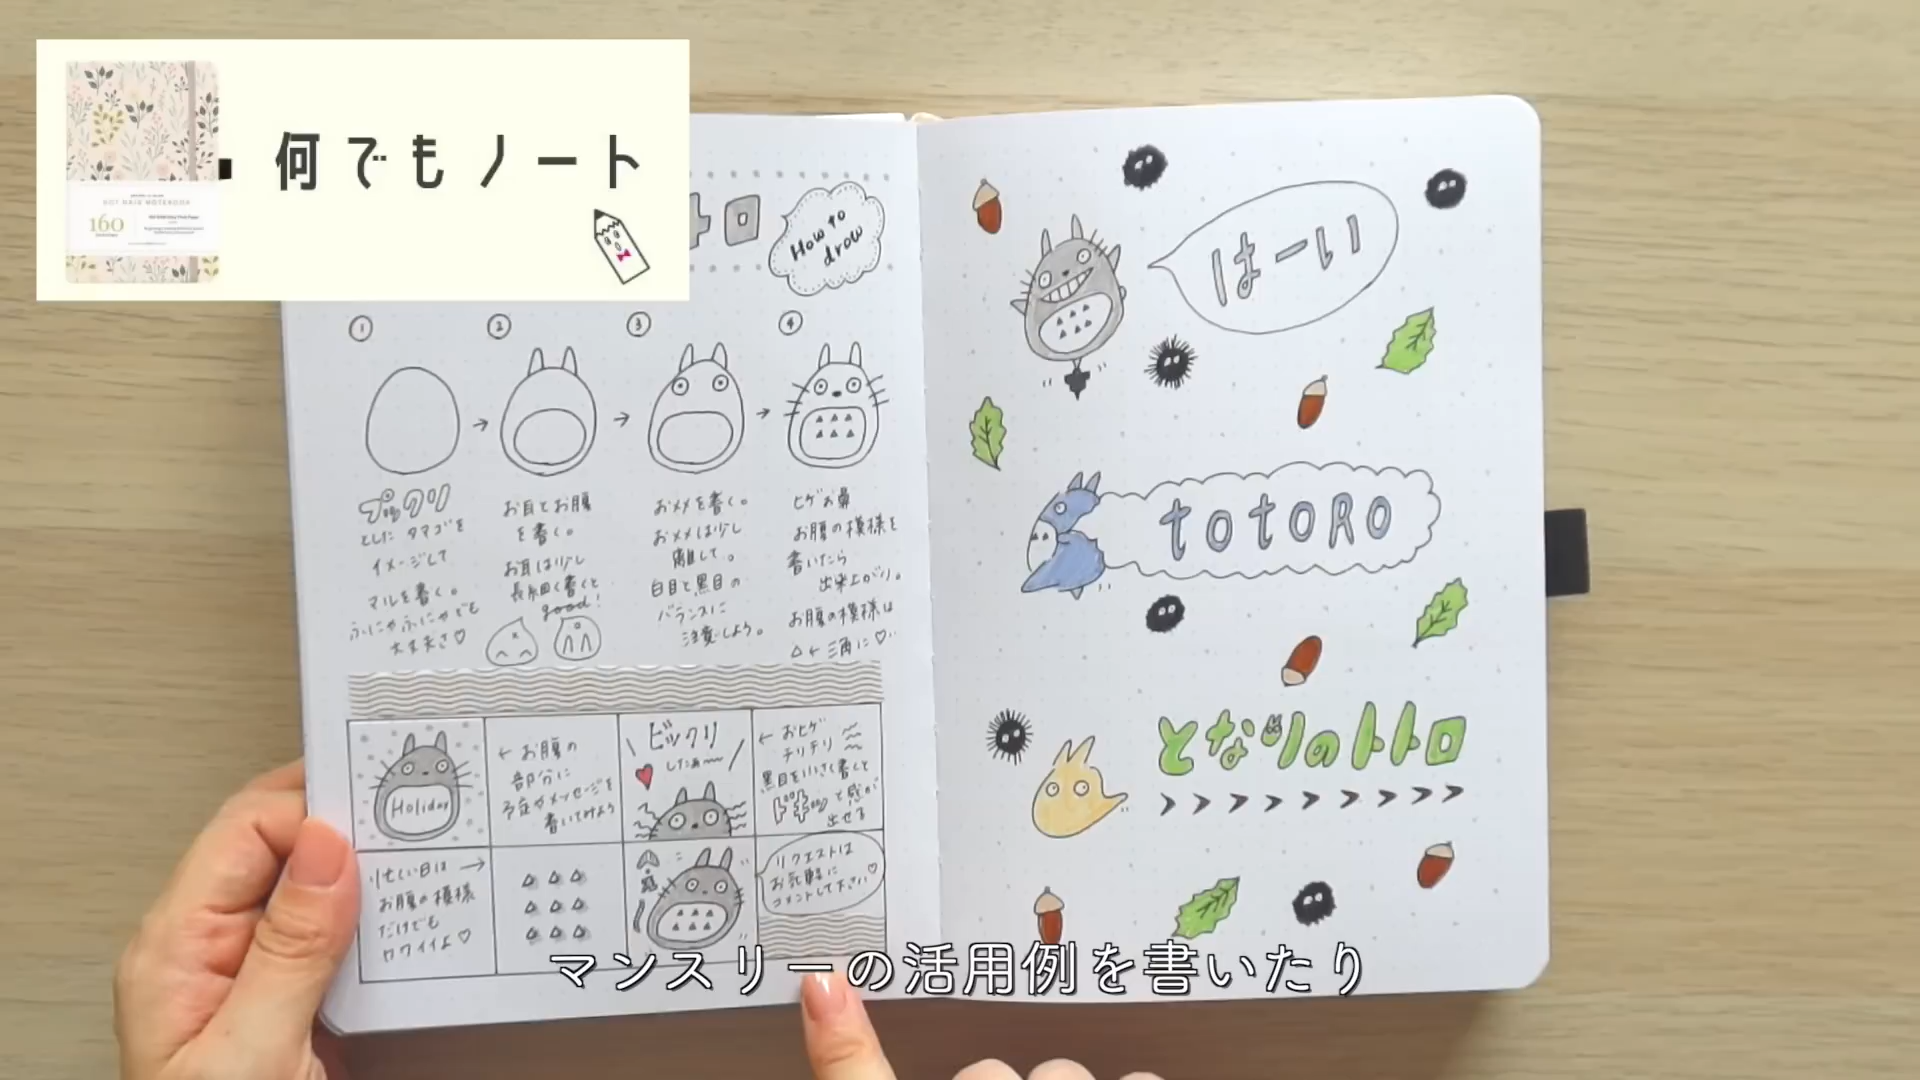 何でもノート
160
トロ
How to
drow
①
②
③
④
プックリ
とした タマゴを
イメージして
マルを書く。
ふにゃふにゃでも
大丈夫さ♡
お耳とお腹
を書く。
お耳は少し
長細く書くと
good!
おメメを書く。
おメメは少し
離して。
白目と黒目の
バランスに
注意しよう。
ヒゲお鼻
お腹の模様を
書いたら
出来上がり。
お腹の模様は
△←三角に♡
Holiday
←お腹の
部分に
予定やメッセージを
書いてみよう
ビックリ
したぁ〜
←おヒゲ
チリチリ
黒目を小さく書くと
ドキッと感が
出せる
忙しい日は→
お腹の模様
だけでも
カワイイよ♡
リクエストは
お気軽に
コメントして下さい♡
はーい
totoRo
となりのトトロ
マンスリーの活用例を書いたり